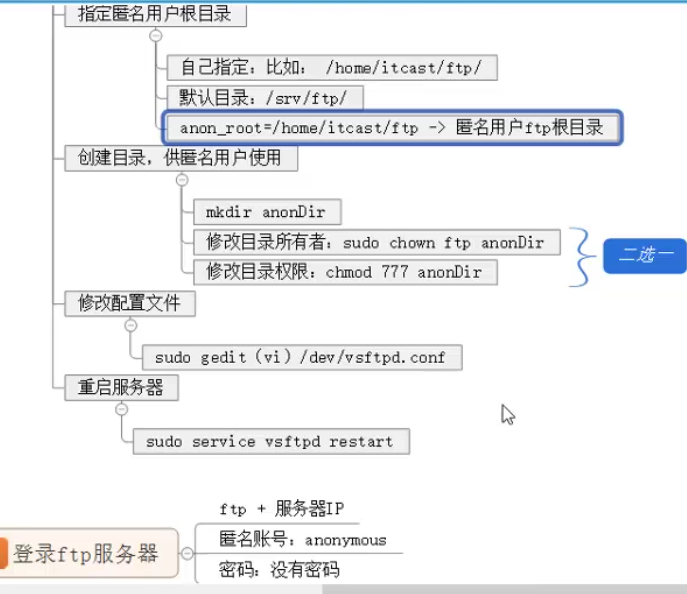 指定匿名用户根目录
自己指定：比如： /home/itcast/ftp/
默认目录：/srv/ftp/
anon_root=/home/itcast/ftp -> 匿名用户ftp根目录
创建目录，供匿名用户使用
mkdir anonDir
修改目录所有者：sudo chown ftp anonDir
修改目录权限：chmod 777 anonDir
二选一
修改配置文件
sudo gedit（vi）/dev/vsftpd.conf
重启服务器
sudo service vsftpd restart
登录ftp服务器
ftp + 服务器IP
匿名账号：anonymous
密码：没有密码